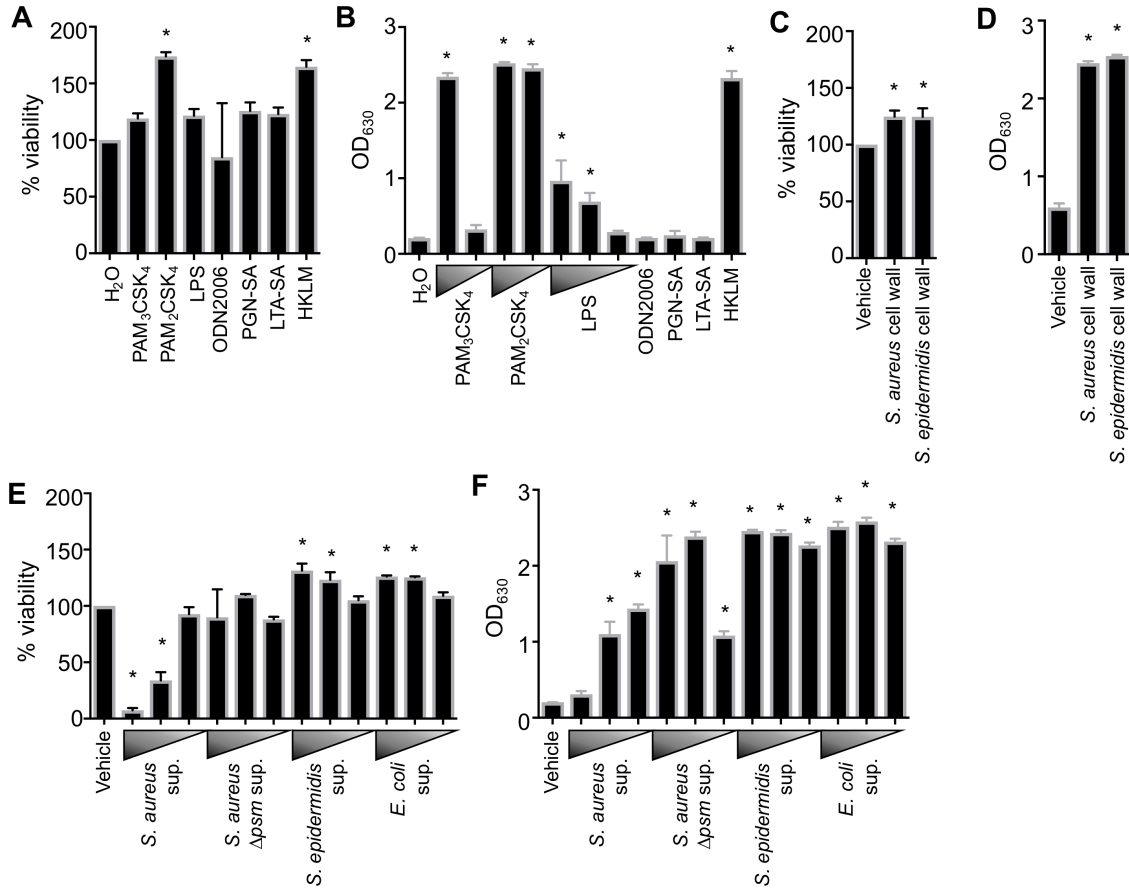 A
% viability
200
150
100
50
0
H₂O
PAM₃CSK₄
PAM₂CSK₄
LPS
ODN2006
PGN-SA
LTA-SA
HKLM
*
*
B
OD₆₃₀
3
2
1
0
H₂O
PAM₃CSK₄
PAM₂CSK₄
LPS
ODN2006
PGN-SA
LTA-SA
HKLM
*
*
*
*
*
*
C
% viability
200
150
100
50
0
Vehicle
S. aureus cell wall
S. epidermidis cell wall
*
*
D
OD₆₃₀
3
2
1
0
Vehicle
S. aureus cell wall
S. epidermidis cell wall
*
*
E
% viability
200
150
100
50
0
Vehicle
S. aureus
sup.
S. aureus
Δpsm sup.
S. epidermidis
sup.
E. coli
sup.
*
*
*
*
*
*
F
OD₆₃₀
3
2
1
0
Vehicle
S. aureus
sup.
S. aureus
Δpsm sup.
S. epidermidis
sup.
E. coli
sup.
*
*
*
*
*
*
*
*
*
*
*